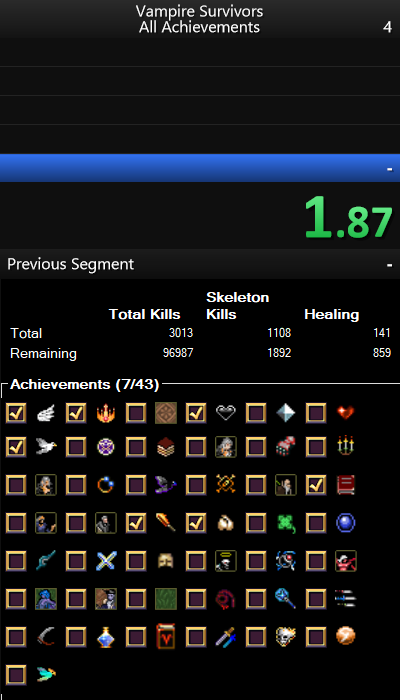 Vampire Survivors
All Achievements 4
-
1.87
Previous Segment -
Total Kills Skeleton Kills Healing
Total 3013 1108 141
Remaining 96987 1892 859
Achievements (7/43)